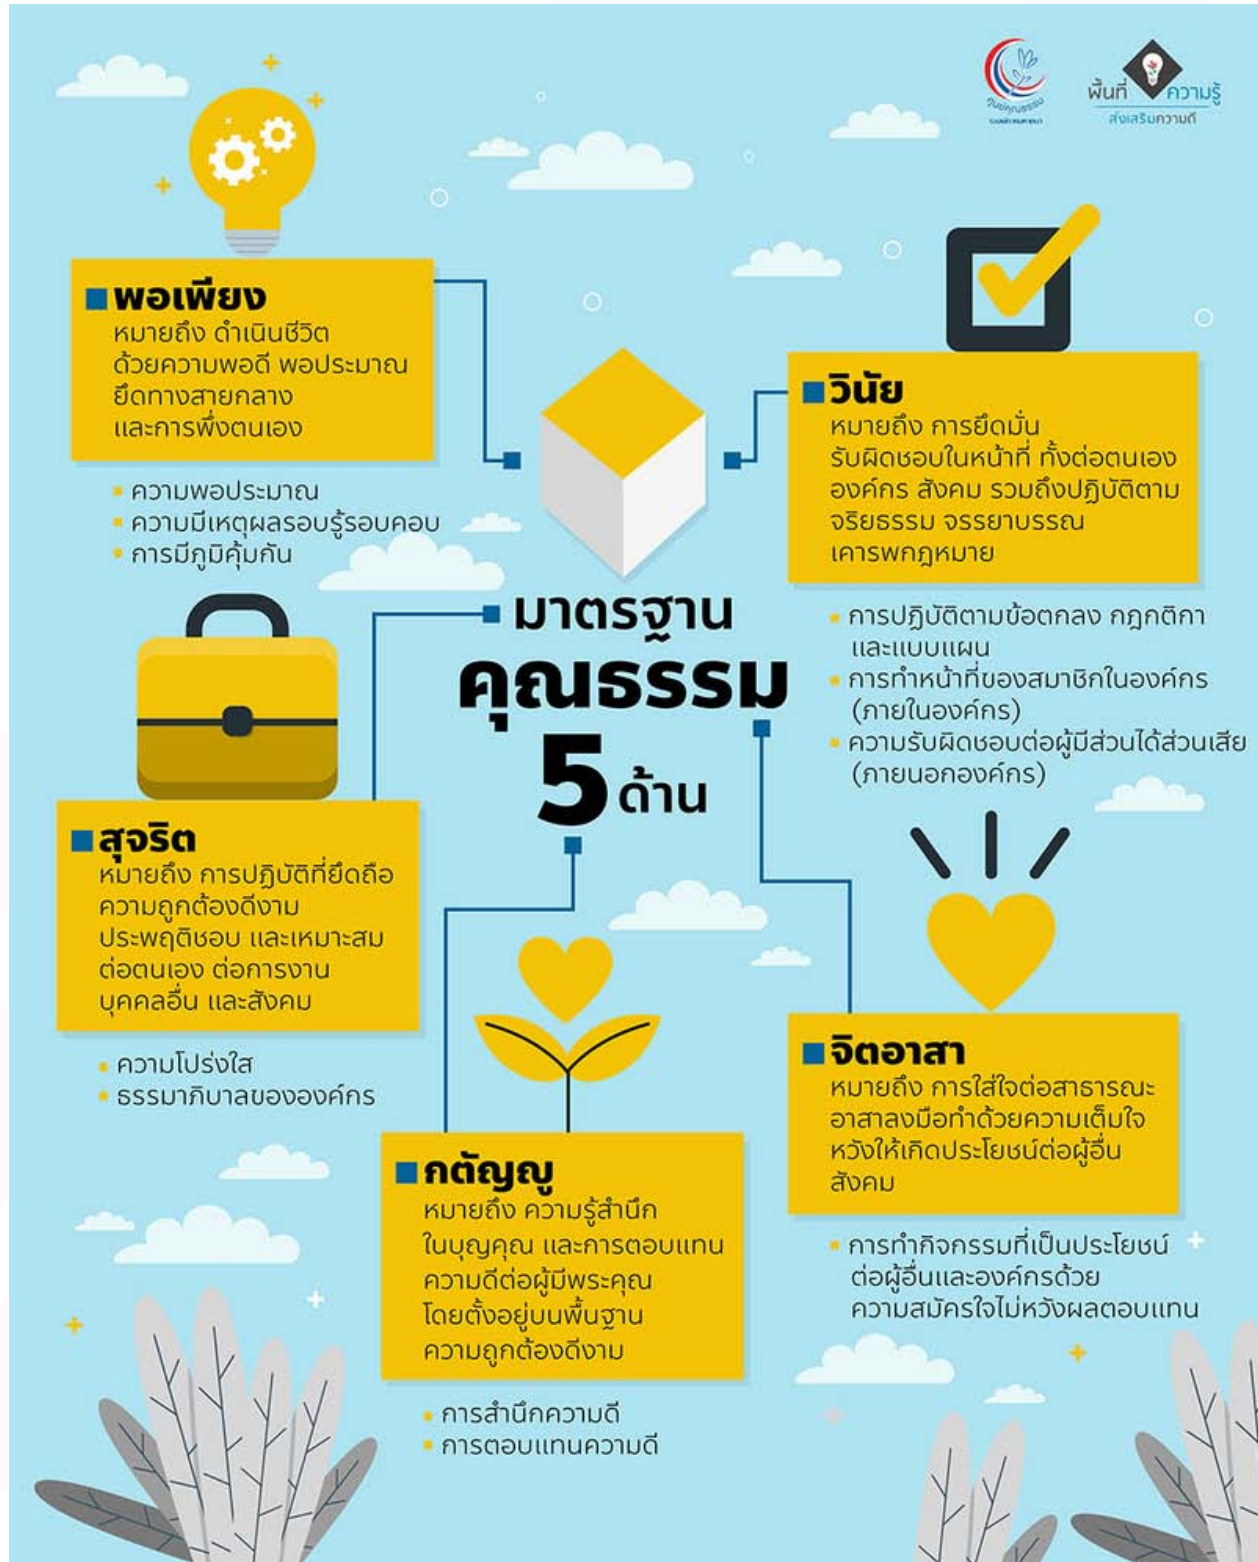 ศูนย์คุณธรรม
พื้นที่ ความรู้
ส่งเสริมความดี
มาตรฐาน
คุณธรรม
5 ด้าน
พอเพียง
หมายถึง ดำเนินชีวิต
ด้วยความพอดี พอประมาณ
ยึดทางสายกลาง
และการพึ่งตนเอง
ความพอประมาณ
ความมีเหตุผลรอบรู้รอบคอบ
การมีภูมิคุ้มกัน
วินัย
หมายถึง การยึดมั่น
รับผิดชอบในหน้าที่ ทั้งต่อตนเอง
องค์กร สังคม รวมถึงปฏิบัติตาม
จริยธรรม จรรยาบรรณ
เคารพกฎหมาย
การปฏิบัติตามข้อตกลง กฎกติกา
และแบบแผน
การทำหน้าที่ของสมาชิกในองค์กร
(ภายในองค์กร)
ความรับผิดชอบต่อผู้มีส่วนได้ส่วนเสีย
(ภายนอกองค์กร)
สุจริต
หมายถึง การปฏิบัติที่ยึดถือ
ความถูกต้องดีงาม
ประพฤติชอบ และเหมาะสม
ต่อตนเอง ต่อการงาน
บุคคลอื่น และสังคม
ความโปร่งใส
ธรรมาภิบาลขององค์กร
จิตอาสา
หมายถึง การใส่ใจต่อสาธารณะ
อาสาลงมือทำด้วยความเต็มใจ
หวังให้เกิดประโยชน์ต่อผู้อื่น
สังคม
การทำกิจกรรมที่เป็นประโยชน์
ต่อผู้อื่นและองค์กรด้วย
ความสมัครใจไม่หวังผลตอบแทน
กตัญญู
หมายถึง ความรู้สำนึก
ในบุญคุณ และการตอบแทน
ความดีต่อผู้มีพระคุณ
โดยตั้งอยู่บนพื้นฐาน
ความถูกต้องดีงาม
การสำนึกความดี
การตอบแทนความดี